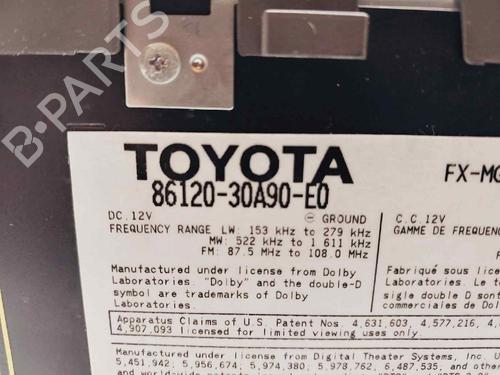 TOYOTA
FX-MG
86120-30A90-E0
DC.12V ⊖ GROUND
FREQUENCY RANGE LW: 153 kHz to 279 kHz
MW: 522 kHz to 1 611 kHz
FM: 87.5 MHz to 108.0 MHz
C.C.12V
GAMME DE FREQUENC
Manufactured under license from Dolby
Laboratories. "Dolby" and the double-D
symbol are trademarks of Dolby
Laboratories.
Fabriqué sous lice
Laboratories. Le te
sigle double D sont
commerciales de Dol
Apparatus Claims of U.S. Patent Nos. 4,631,603, 4,577,216, 4,
4,907,093 licensed for limited viewing uses only.
Manufactured under license from Digital Theater Systems, Inc. U
5,451,942; 5,956,674; 5,974,380; 5,978,762; 6,487,535; and oth
B-PARTS